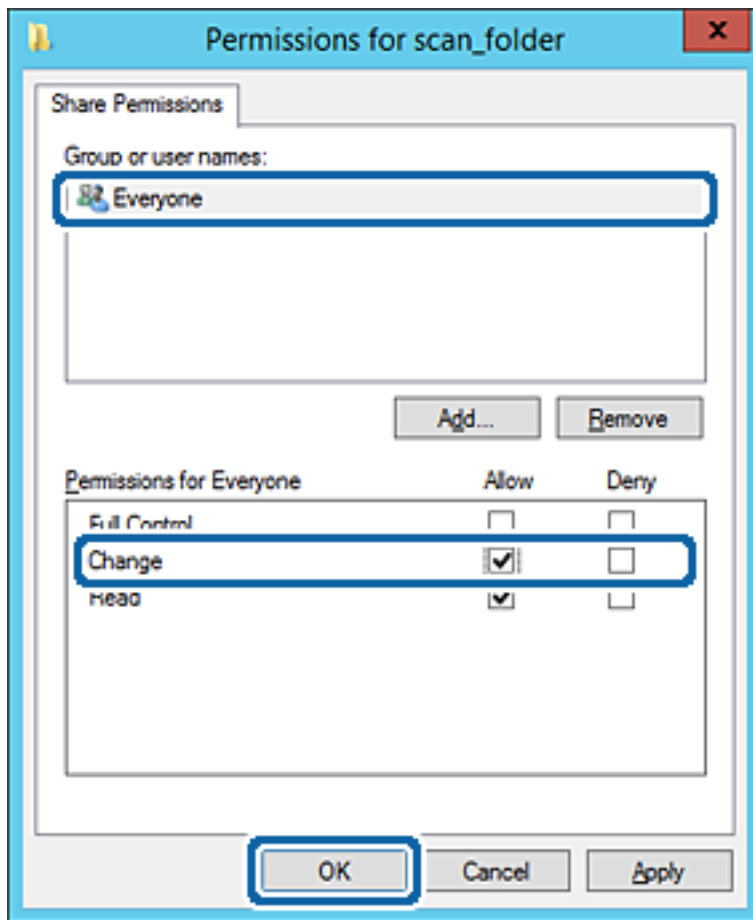 Permissions for scan_folder
Share Permissions
Group or user names:
Everyone
Add... Remove
Permissions for Everyone Allow Deny
Full Control
Change
Read
OK Cancel Apply